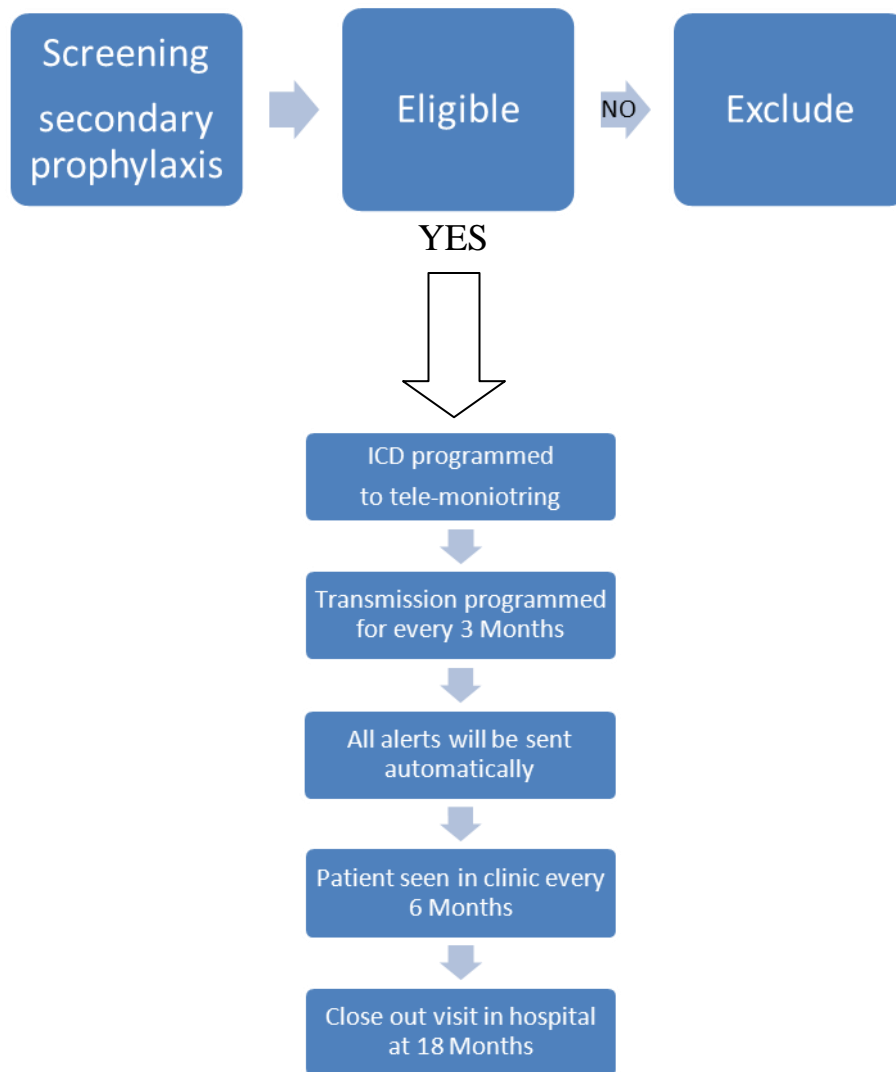 Screening
secondary
prophylaxis
Eligible
NO
Exclude
YES
ICD programmed
to tele-moniotring
Transmission programmed
for every 3 Months
All alerts will be sent
automatically
Patient seen in clinic every
6 Months
Close out visit in hospital
at 18 Months